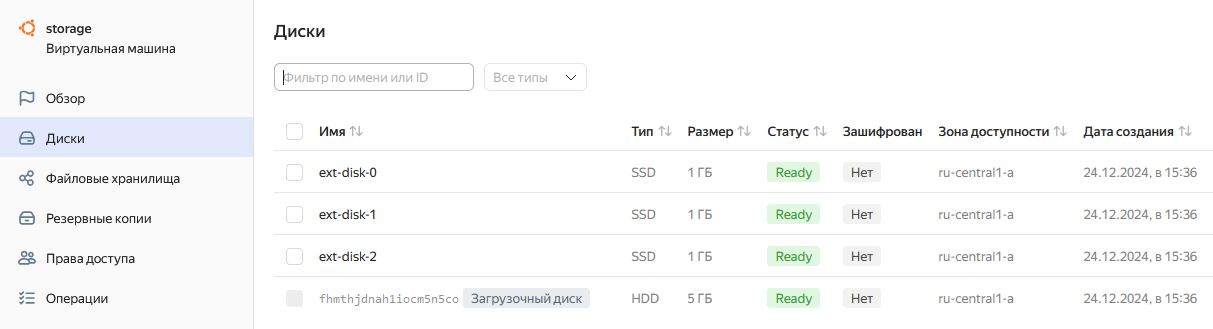 storage
Виртуальная машина
Обзор
Диски
Файловые хранилища
Резервные копии
Права доступа
Операции
Диски
Фильтр по имени или ID Все типы
Имя Тип Размер Статус Зашифрован Зона доступности Дата создания
ext-disk-0 SSD 1 ГБ Ready Нет ru-central1-a 24.12.2024, в 15:36
ext-disk-1 SSD 1 ГБ Ready Нет ru-central1-a 24.12.2024, в 15:36
ext-disk-2 SSD 1 ГБ Ready Нет ru-central1-a 24.12.2024, в 15:36
fhmthjdnah1iocm5n5co Загрузочный диск HDD 5 ГБ Ready Нет ru-central1-a 24.12.2024, в 15:36